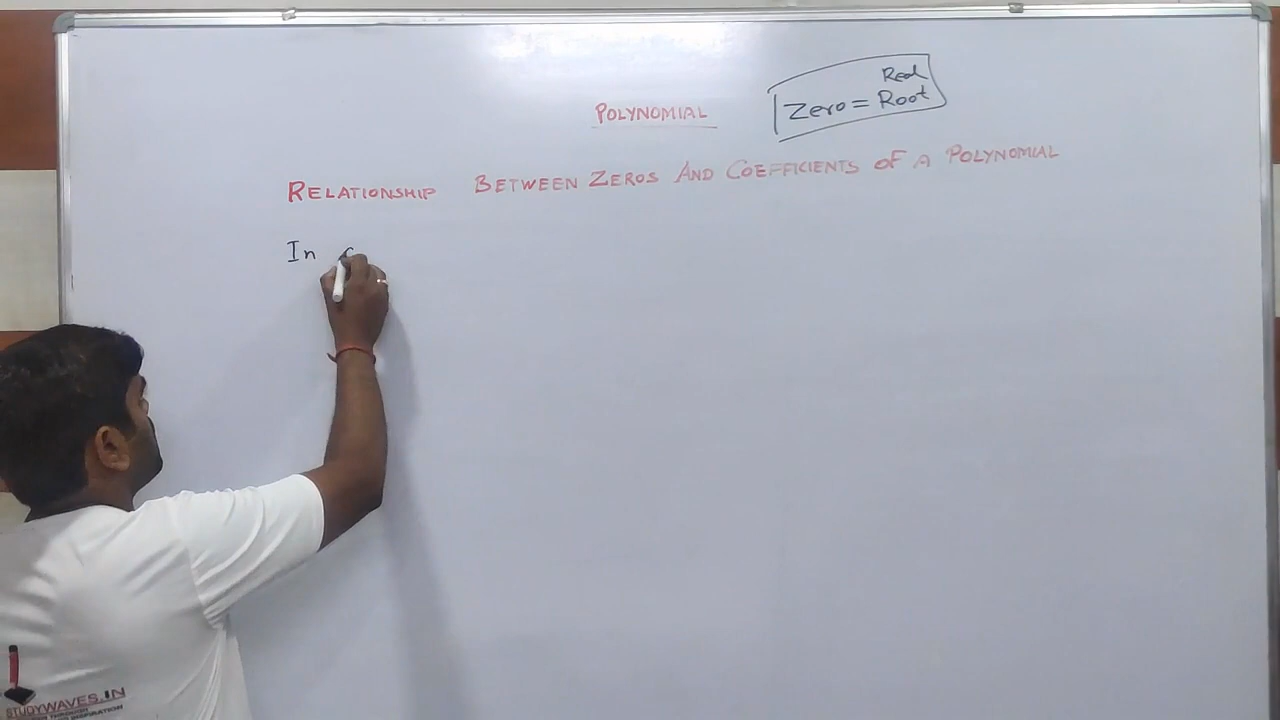 Real
POLYNOMIAL Zero = Root
RELATIONSHIP BETWEEN ZEROS AND COEFFICIENTS OF A POLYNOMIAL
In
STUDYWAVES.IN